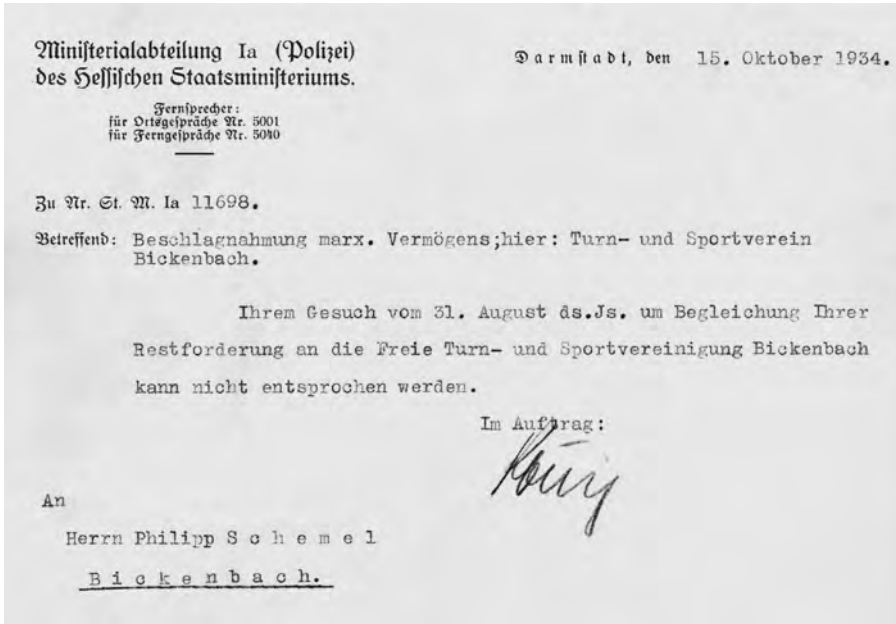 Ministerialabteilung Ia (Polizei)
des Hessischen Staatsministeriums.
Darmstadt, den 15. Oktober 1934.
Fernsprecher:
für Ortsgespräche Nr. 5001
für Ferngespräche Nr. 5040
Zu Nr. St. M. Ia 11698.
Betreffend: Beschlagnahmung marx. Vermögens;hier: Turn- und Sportverein
Bickenbach.
Ihrem Gesuch vom 31. August ds.Js. um Begleichung Ihrer
Restforderung an die Freie Turn- und Sportvereinigung Bickenbach
kann nicht entsprochen werden.
Im Auftrag:
An
Herrn Philipp Schemel
Bickenbach.